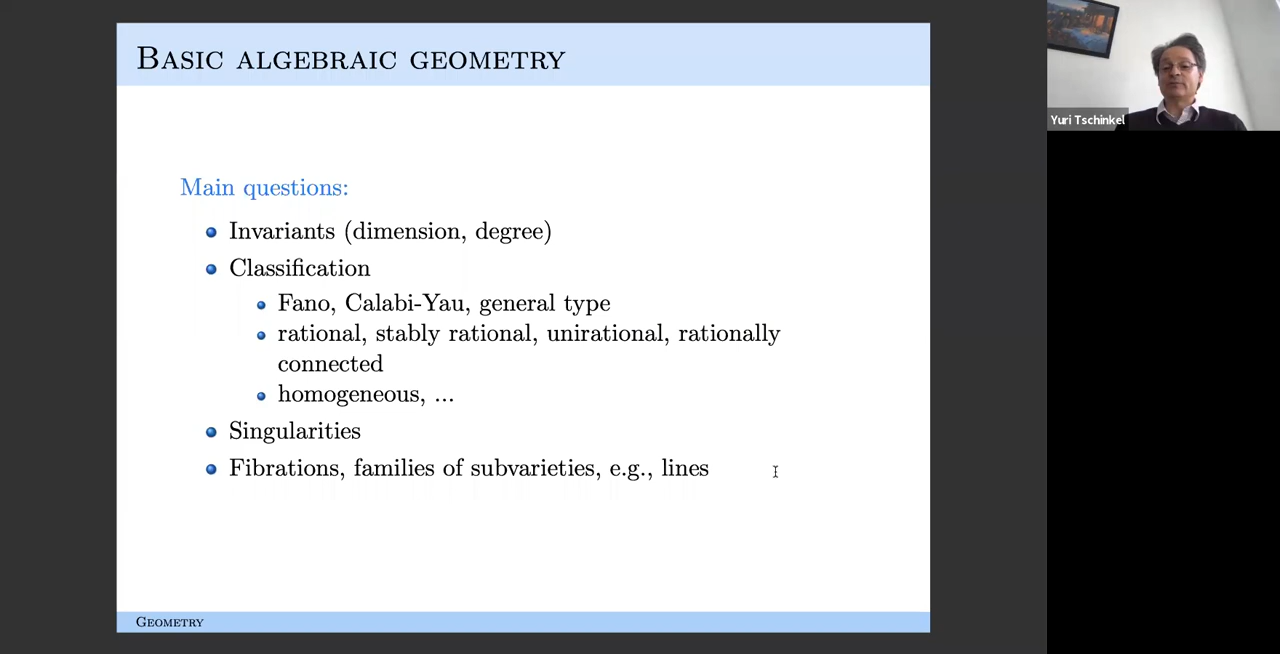 BASIC ALGEBRAIC GEOMETRY
Main questions:
Invariants (dimension, degree)
Classification
Fano, Calabi-Yau, general type
rational, stably rational, unirational, rationally
connected
homogeneous, ...
Singularities
Fibrations, families of subvarieties, e.g., lines
GEOMETRY
Yuri Tschinkel